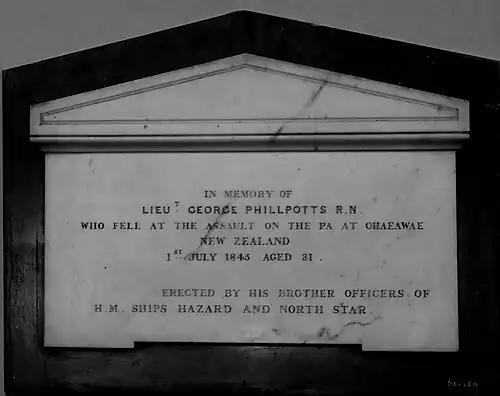 IN MEMORY OF
LIEUT GEORGE PHILLPOTTS R.N.
WHO FELL AT THE ASSAULT ON THE PA AT OHAEAWAE
NEW ZEALAND
1ST JULY 1845 AGED 31.
ERECTED BY HIS BROTHER OFFICERS OF
H.M. SHIPS HAZARD AND NORTH STAR.